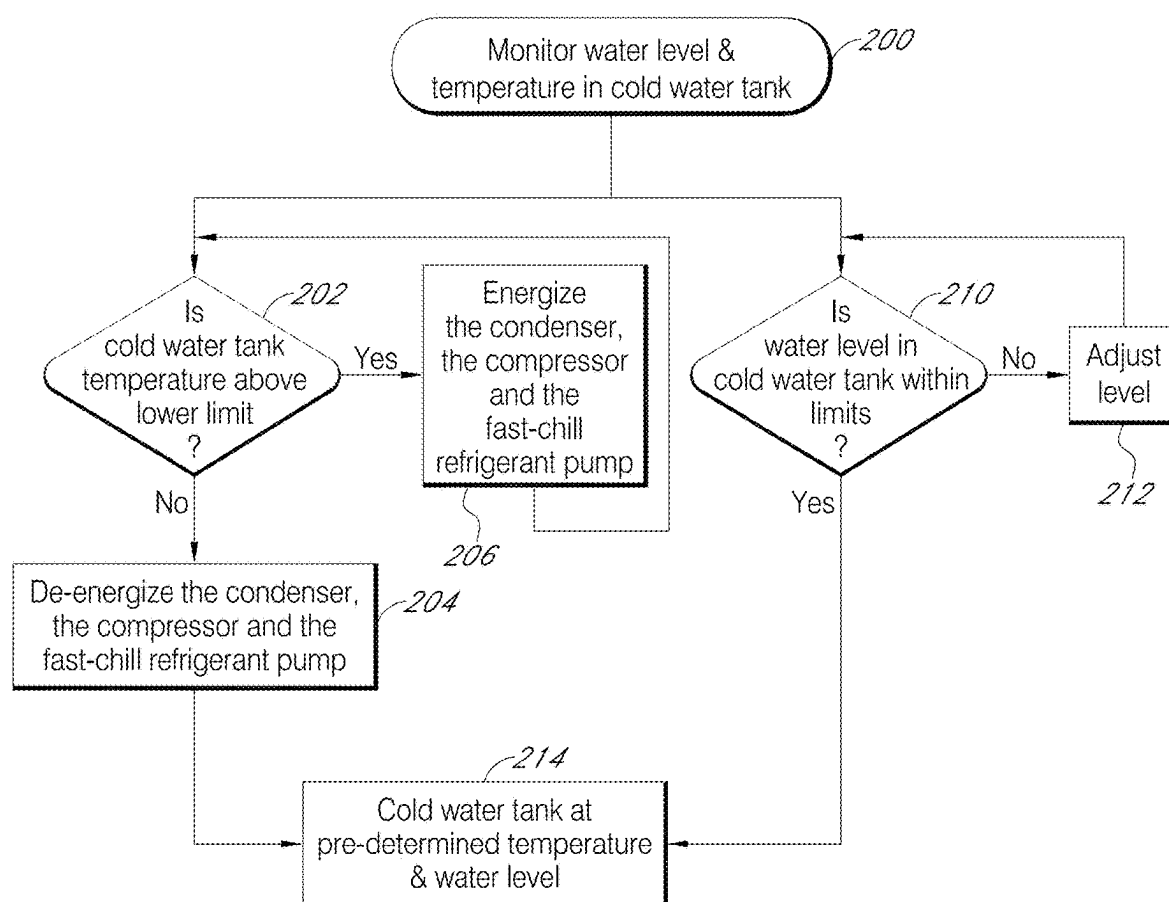 Monitor water level &
temperature in cold water tank
200
Is
cold water tank
temperature above
lower limit
?
202
Yes
No
Energize
the condenser,
the compressor
and the
fast-chill
refrigerant pump
206
De-energize the condenser,
the compressor and the
fast-chill refrigerant pump
204
Is
water level in
cold water tank within
limits
?
210
No
Yes
Adjust
level
212
214
Cold water tank at
pre-determined temperature
& water level